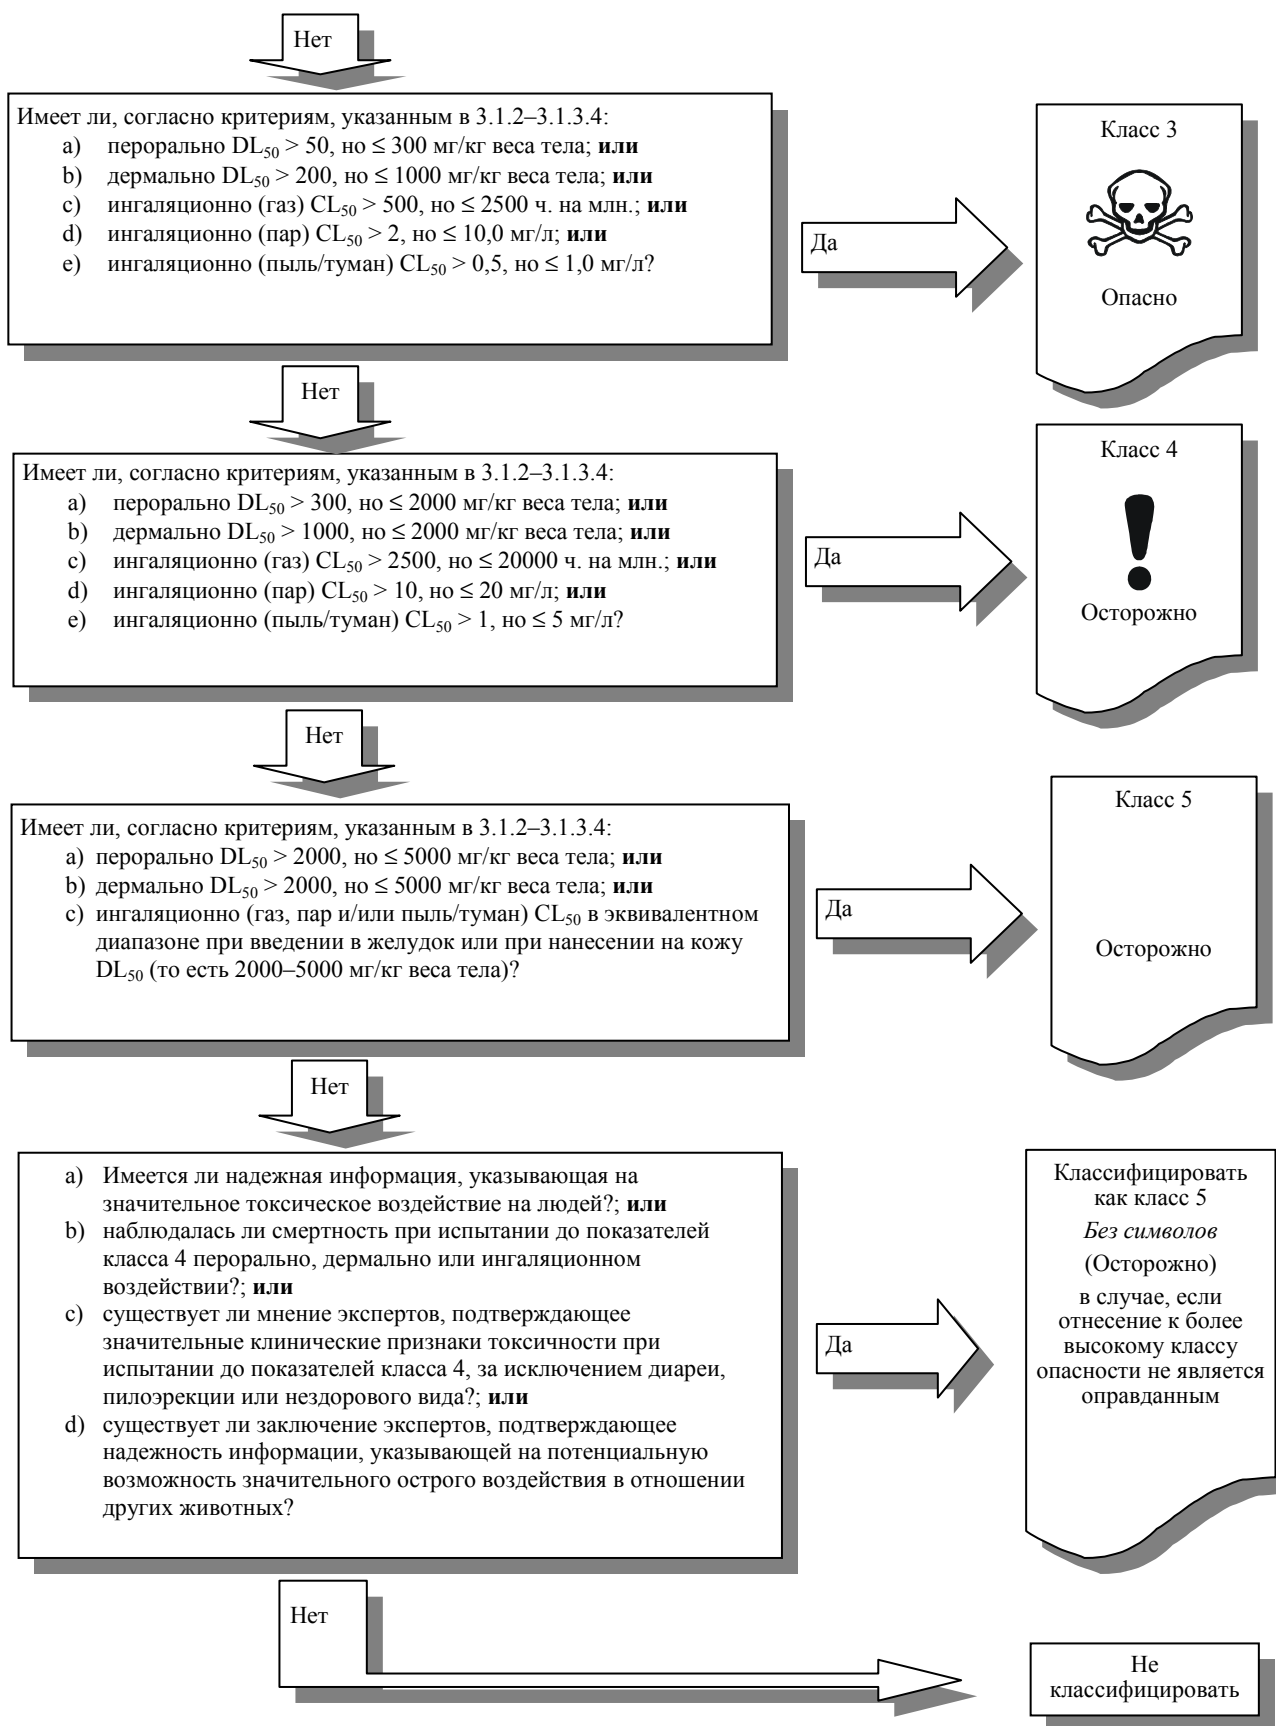 Нет
Имеет ли, согласно критериям, указанным в 3.1.2–3.1.3.4:
a) перорально DL50 > 50, но ≤ 300 мг/кг веса тела; или
b) дермально DL50 > 200, но ≤ 1000 мг/кг веса тела; или
c) ингаляционно (газ) CL50 > 500, но ≤ 2500 ч. на млн.; или
d) ингаляционно (пар) CL50 > 2, но ≤ 10,0 мг/л; или
e) ингаляционно (пыль/туман) CL50 > 0,5, но ≤ 1,0 мг/л?
Да
Класс 3
Опасно
Нет
Имеет ли, согласно критериям, указанным в 3.1.2–3.1.3.4:
a) перорально DL50 > 300, но ≤ 2000 мг/кг веса тела; или
b) дермально DL50 > 1000, но ≤ 2000 мг/кг веса тела; или
c) ингаляционно (газ) CL50 > 2500, но ≤ 20000 ч. на млн.; или
d) ингаляционно (пар) CL50 > 10, но ≤ 20 мг/л; или
e) ингаляционно (пыль/туман) CL50 > 1, но ≤ 5 мг/л?
Да
Класс 4
Осторожно
Нет
Имеет ли, согласно критериям, указанным в 3.1.2–3.1.3.4:
a) перорально DL50 > 2000, но ≤ 5000 мг/кг веса тела; или
b) дермально DL50 > 2000, но ≤ 5000 мг/кг веса тела; или
c) ингаляционно (газ, пар и/или пыль/туман) CL50 в эквивалентном
диапазоне при введении в желудок или при нанесении на кожу
DL50 (то есть 2000–5000 мг/кг веса тела)?
Да
Класс 5
Осторожно
Нет
a) Имеется ли надежная информация, указывающая на
значительное токсическое воздействие на людей?; или
b) наблюдалась ли смертность при испытании до показателей
класса 4 перорально, дермально или ингаляционном
воздействии?; или
c) существует ли мнение экспертов, подтверждающее
значительные клинические признаки токсичности при
испытании до показателей класса 4, за исключением диареи,
пилоэрекции или нездорового вида?; или
d) существует ли заключение экспертов, подтверждающее
надежность информации, указывающей на потенциальную
возможность значительного острого воздействия в отношении
других животных?
Да
Классифицировать
как класс 5
Без символов
(Осторожно)
в случае, если
отнесение к более
высокому классу
опасности не является
оправданным
Нет
Не
классифицировать